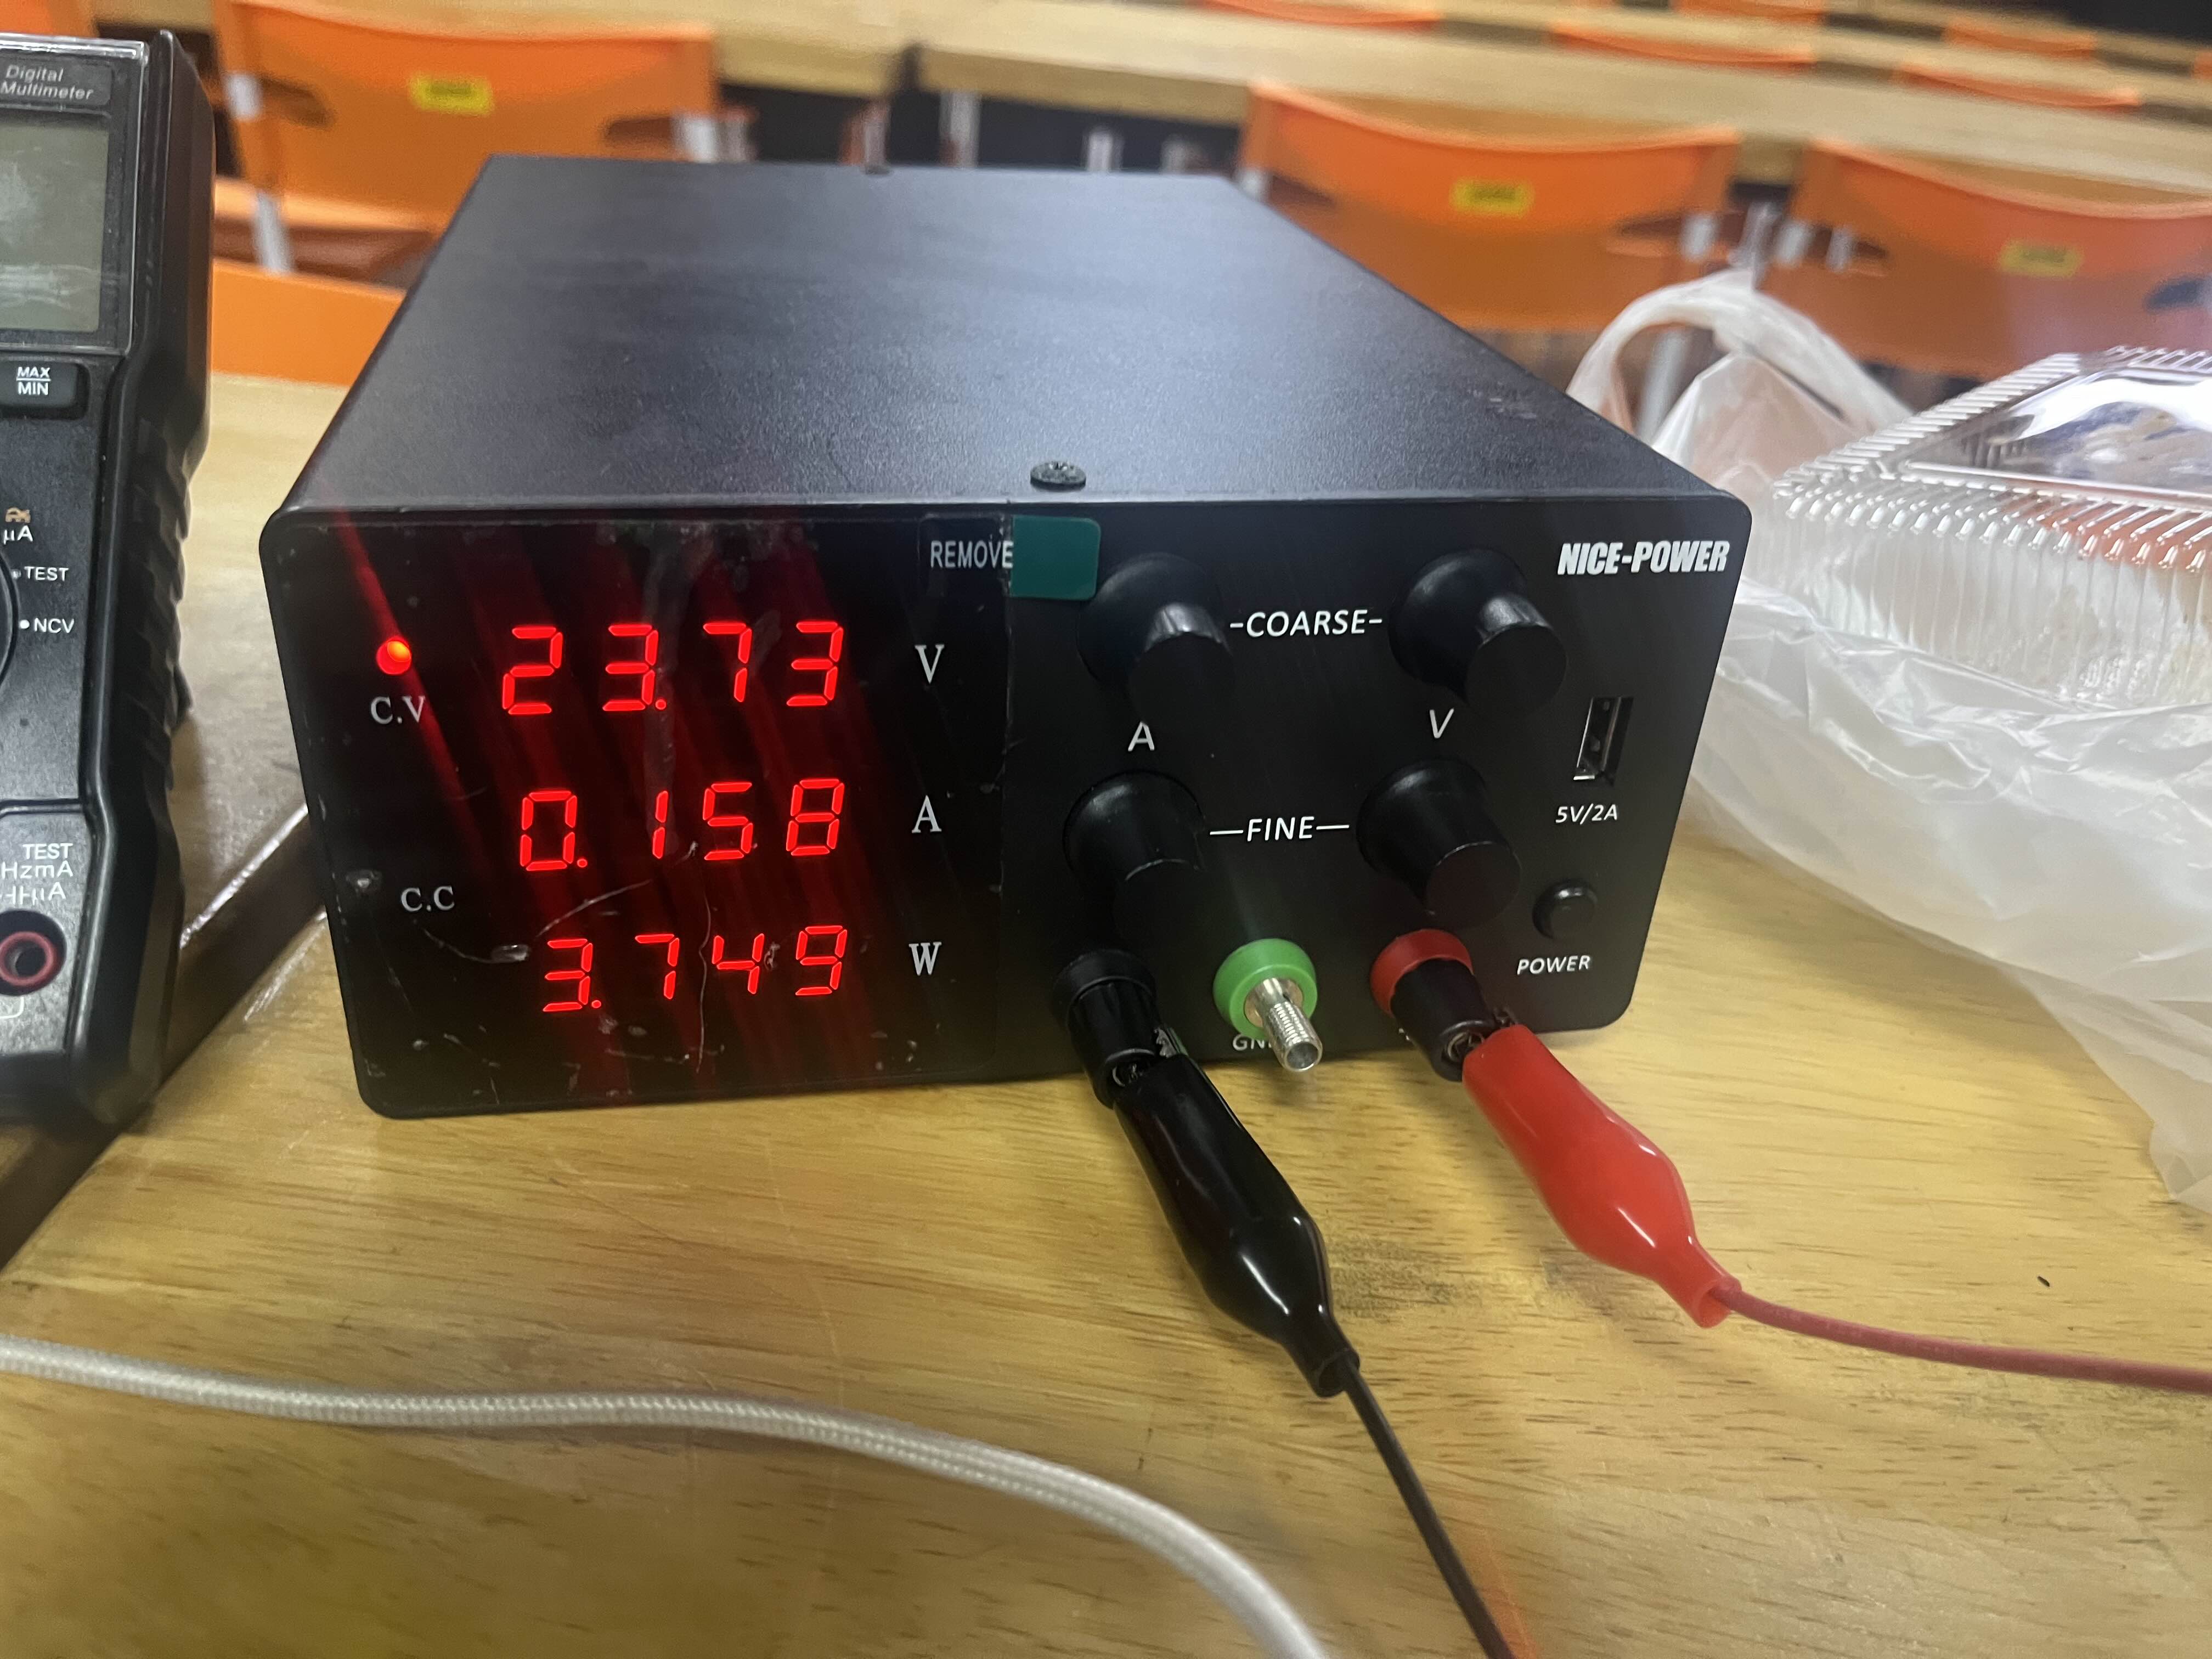 Digital
Multimeter
MAX
MIN
µA
TEST
NCV
TEST
HzmA
µA
REMOVE
NICE-POWER
-COARSE-
C.V
23.73 V
A
V
0.158 A
—FINE—
5V/2A
C.C
3.749 W
POWER